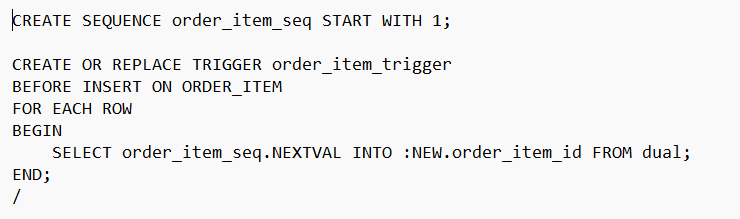 CREATE SEQUENCE order_item_seq START WITH 1;
CREATE OR REPLACE TRIGGER order_item_trigger
BEFORE INSERT ON ORDER_ITEM
FOR EACH ROW
BEGIN
    SELECT order_item_seq.NEXTVAL INTO :NEW.order_item_id FROM dual;
END;
/